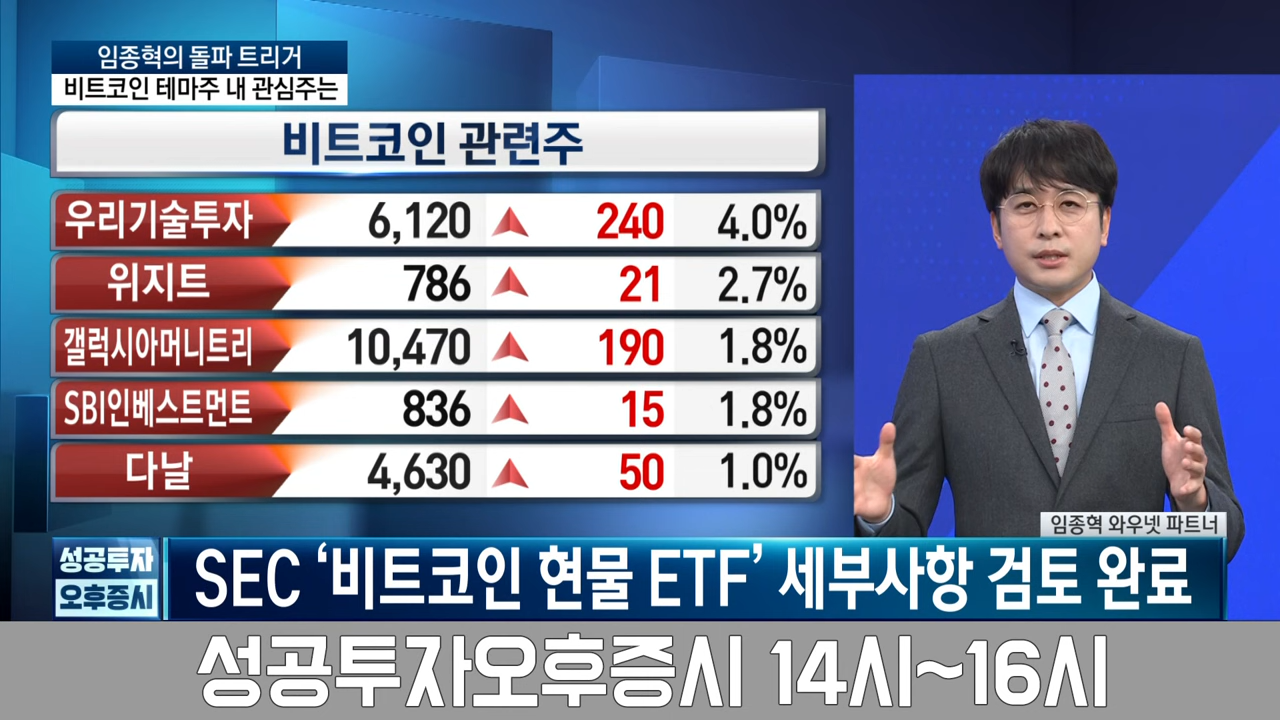 임종혁의 돌파 트리거
비트코인 테마주 내 관심주는
비트코인 관련주
우리기술투자 6,120 ▲ 240 4.0%
위지트 786 ▲ 21 2.7%
갤럭시아머니트리 10,470 ▲ 190 1.8%
SBI인베스트먼트 836 ▲ 15 1.8%
다날 4,630 ▲ 50 1.0%
임종혁 와우넷 파트너
성공투자
오후증시
SEC ‘비트코인 현물 ETF’ 세부사항 검토 완료
성공투자오후증시 14시~16시